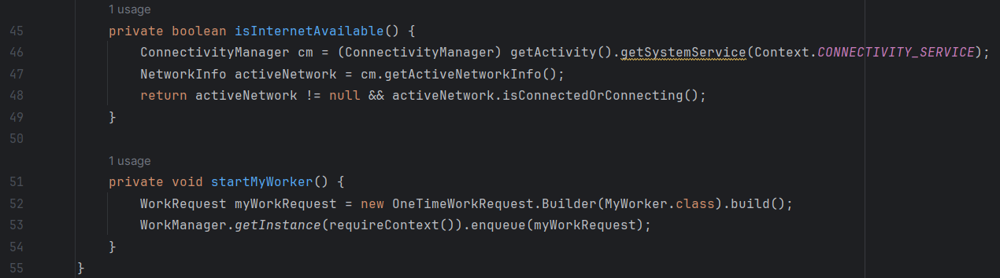 1 usage
45 private boolean isInternetAvailable() {
46 ConnectivityManager cm = (ConnectivityManager) getActivity().getSystemService(Context.CONNECTIVITY_SERVICE);
47 NetworkInfo activeNetwork = cm.getActiveNetworkInfo();
48 return activeNetwork != null && activeNetwork.isConnectedOrConnecting();
49 }
50
1 usage
51 private void startMyWorker() {
52 WorkRequest myWorkRequest = new OneTimeWorkRequest.Builder(MyWorker.class).build();
53 WorkManager.getInstance(requireContext()).enqueue(myWorkRequest);
54 }
55 }